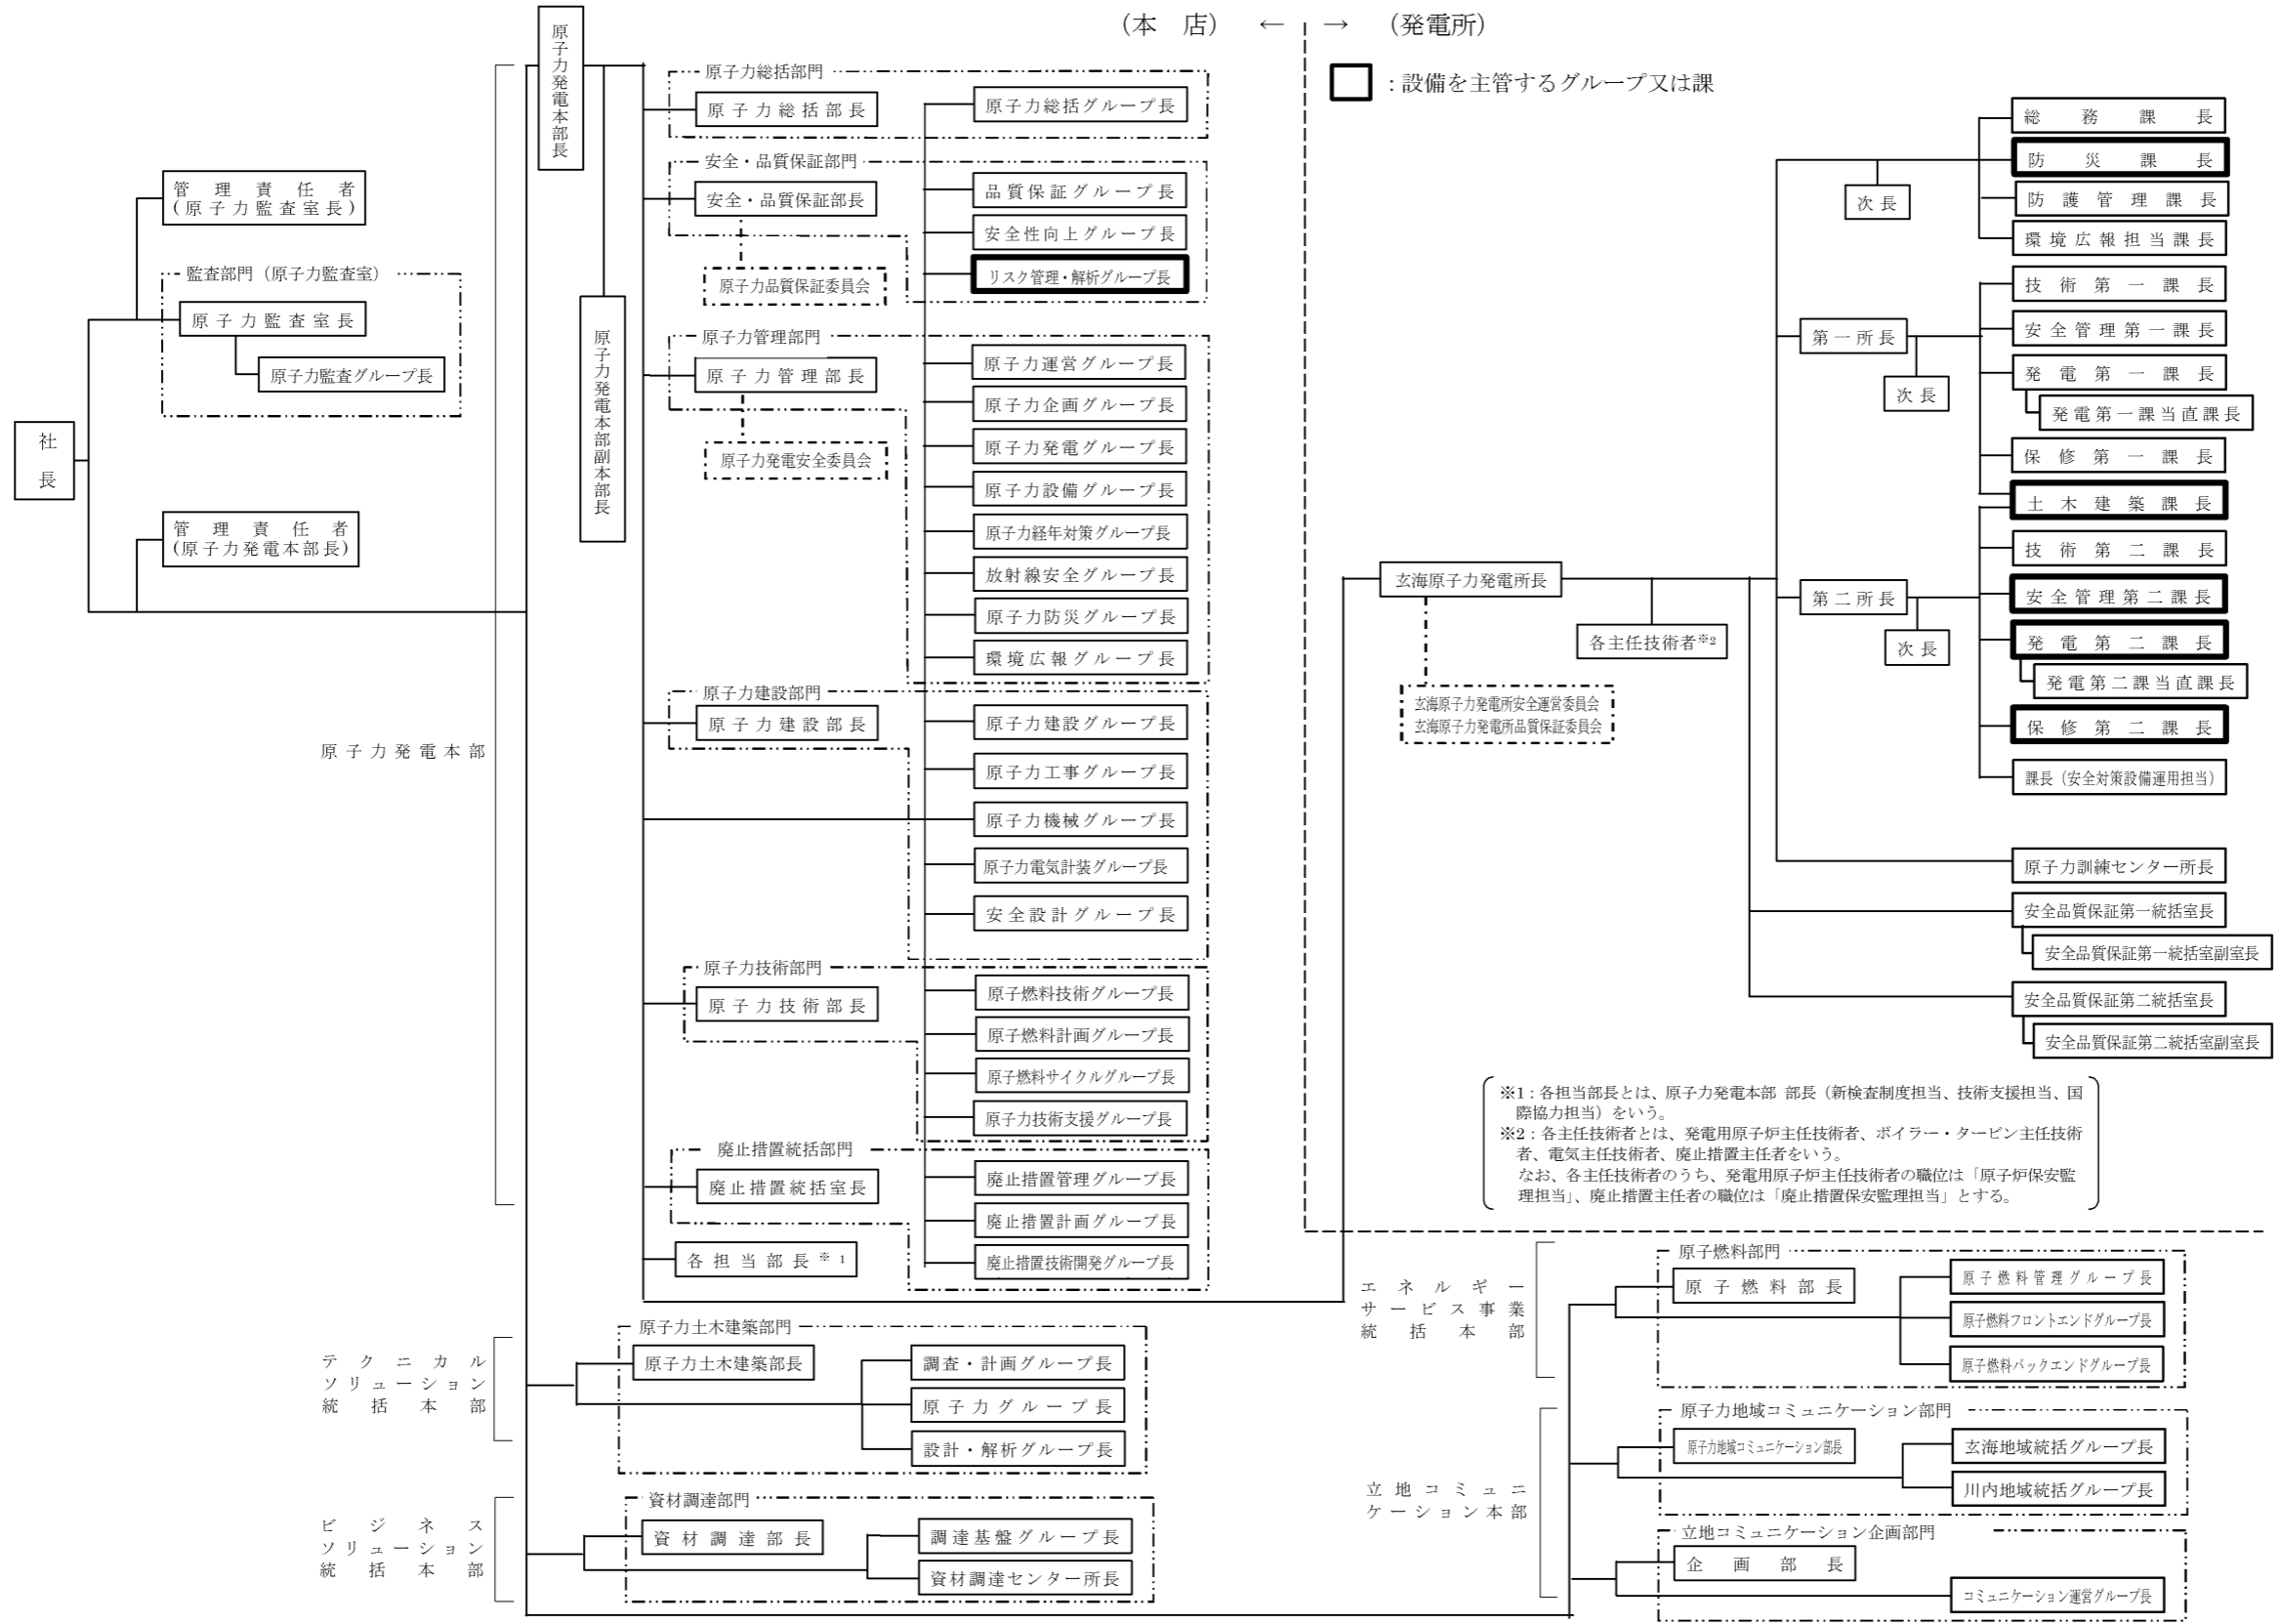 (本　店)　←　→　(発電所)
：設備を主管するグループ又は課
社長
管理責任者
(原子力監査室長)
監査部門（原子力監査室）
原子力監査室長
原子力監査グループ長
管理責任者
(原子力発電本部長)
原子力発電本部
原子力発電本部長
原子力発電本部副本部長
原子力総括部門
原子力総括部長
原子力総括グループ長
安全・品質保証部門
安全・品質保証部長
原子力品質保証委員会
品質保証グループ長
安全性向上グループ長
リスク管理・解析グループ長
原子力管理部門
原子力管理部長
原子力発電安全委員会
原子力運営グループ長
原子力企画グループ長
原子力発電グループ長
原子力設備グループ長
原子力経年対策グループ長
放射線安全グループ長
原子力防災グループ長
環境広報グループ長
原子力建設部門
原子力建設部長
原子力建設グループ長
原子力工事グループ長
原子力機械グループ長
原子力電気計装グループ長
安全設計グループ長
原子力技術部門
原子力技術部長
原子燃料技術グループ長
原子燃料計画グループ長
原子燃料サイクルグループ長
原子力技術支援グループ長
廃止措置統括部門
廃止措置統括室長
廃止措置管理グループ長
廃止措置計画グループ長
廃止措置技術開発グループ長
各担当部長※1
テクニカル
ソリューション
統括本部
原子力土木建築部門
原子力土木建築部長
調査・計画グループ長
原子力グループ長
設計・解析グループ長
ビジネス
ソリューション
統括本部
資材調達部門
資材調達部長
調達基盤グループ長
資材調達センター所長
玄海原子力発電所長
各主任技術者※2
玄海原子力発電所安全運営委員会
玄海原子力発電所品質保証委員会
次長
総務課長
防災課長
防護管理課長
環境広報担当課長
第一所長
次長
技術第一課長
安全管理第一課長
発電第一課長
発電第一課当直課長
保修第一課長
土木建築課長
第二所長
次長
技術第二課長
安全管理第二課長
発電第二課長
発電第二課当直課長
保修第二課長
課長（安全対策設備運用担当）
原子力訓練センター所長
安全品質保証第一統括室長
安全品質保証第一統括室副室長
安全品質保証第二統括室長
安全品質保証第二統括室副室長
※1：各担当部長とは、原子力発電本部 部長（新検査制度担当、技術支援担当、国
際協力担当）をいう。
※2：各主任技術者とは、発電用原子炉主任技術者、ボイラー・タービン主任技術
者、電気主任技術者、廃止措置主任者をいう。
なお、各主任技術者のうち、発電用原子炉主任技術者の職位は「原子炉保安監
理担当」、廃止措置主任者の職位は「廃止措置保安監理担当」とする。
エネルギー
サービス事業
統括本部
原子燃料部門
原子燃料部長
原子燃料管理グループ長
原子燃料フロントエンドグループ長
原子燃料バックエンドグループ長
立地コミュニ
ケーション本部
原子力地域コミュニケーション部門
原子力地域コミュニケーション部長
玄海地域統括グループ長
川内地域統括グループ長
立地コミュニケーション企画部門
企画部長
コミュニケーション運営グループ長